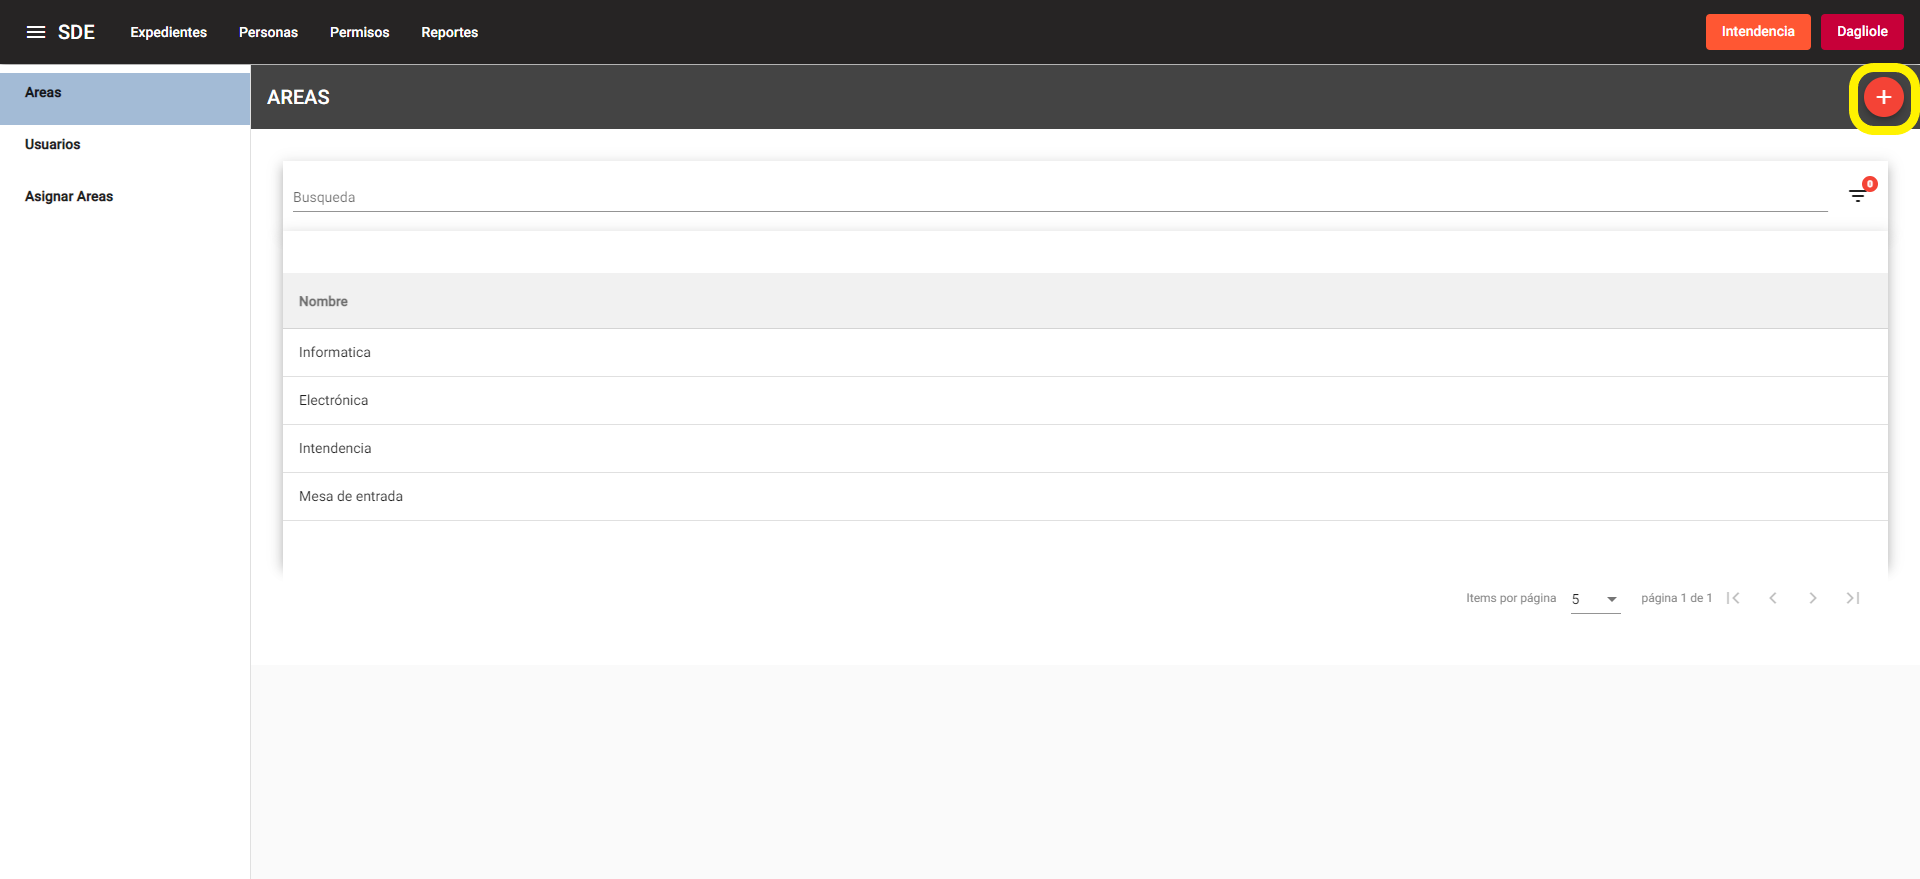 SDE Expedientes Personas Permisos Reportes Intendencia Dagliole
Areas
Usuarios
Asignar Areas
AREAS
+
Busqueda
0
Nombre
Informatica
Electrónica
Intendencia
Mesa de entrada
Items por página 5 página 1 de 1